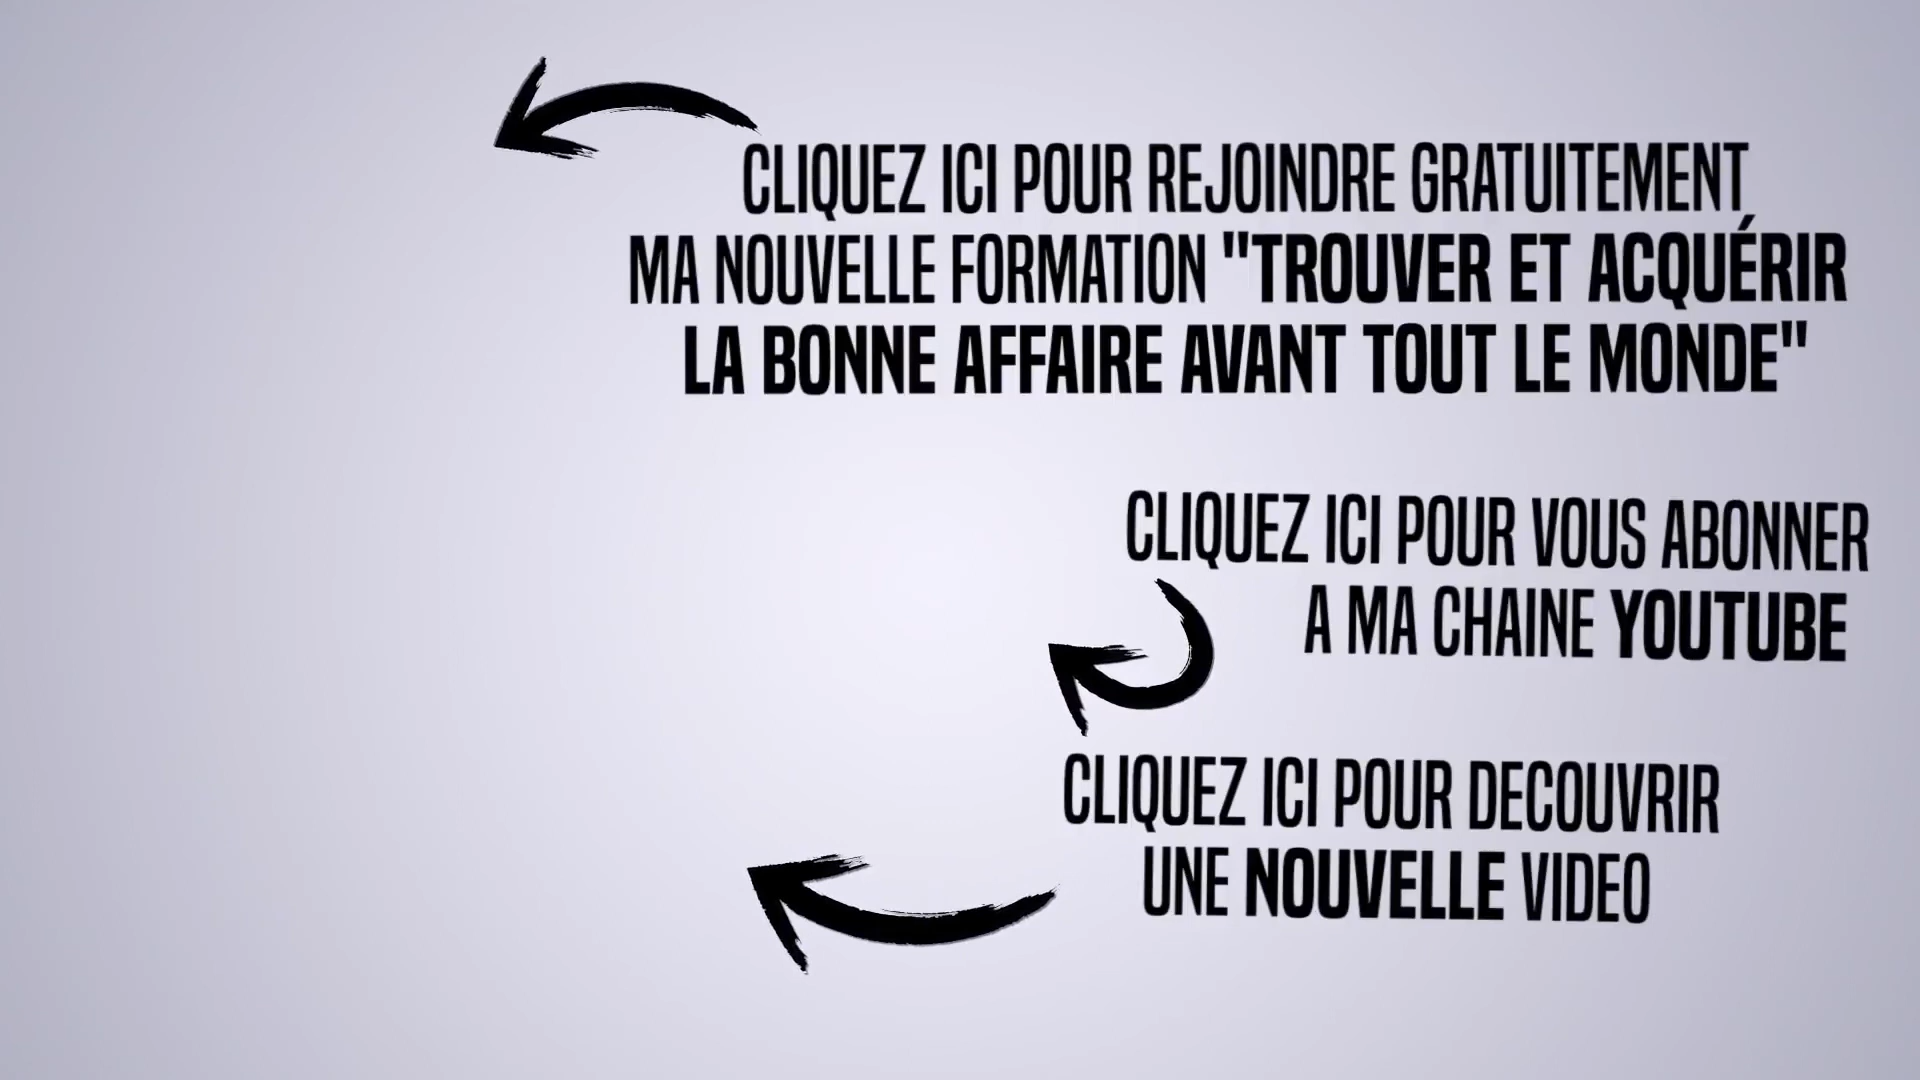 CLIQUEZ ICI POUR REJOINDRE GRATUITEMENT
MA NOUVELLE FORMATION "TROUVER ET ACQUÉRIR
LA BONNE AFFAIRE AVANT TOUT LE MONDE"
CLIQUEZ ICI POUR VOUS ABONNER
A MA CHAINE YOUTUBE
CLIQUEZ ICI POUR DECOUVRIR
UNE NOUVELLE VIDEO